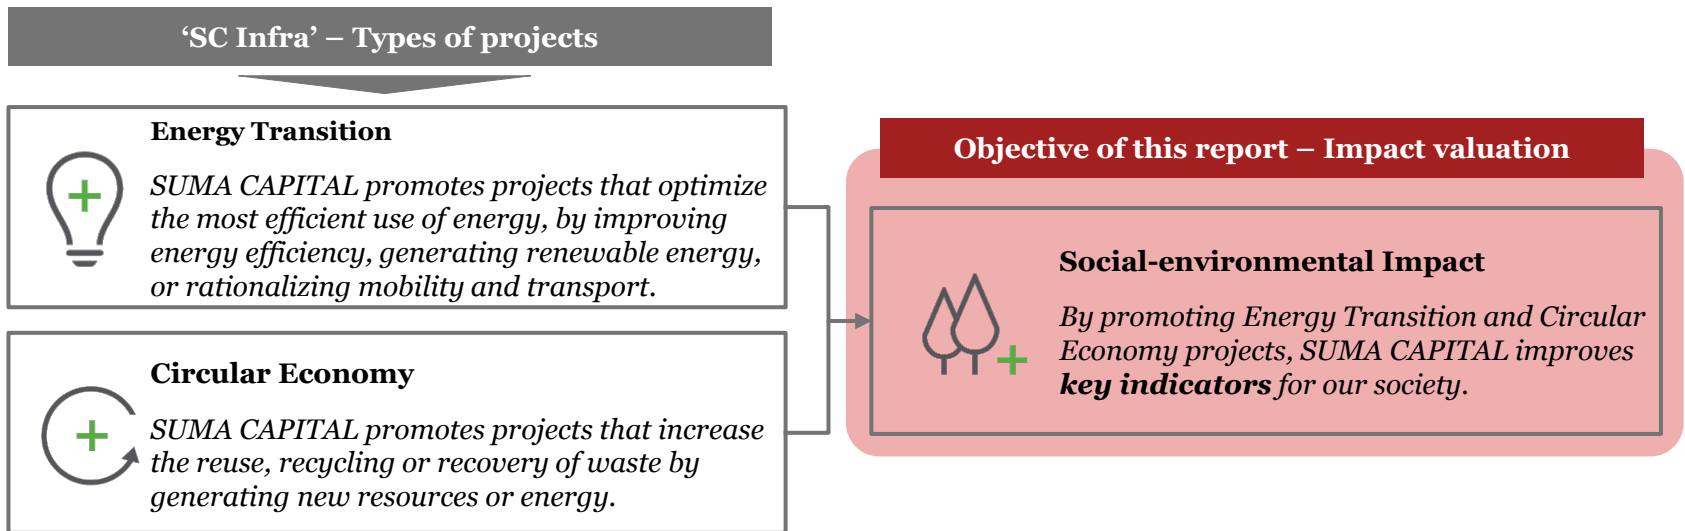 ‘SC Infra’ – Types of projects
Energy Transition
SUMA CAPITAL promotes projects that optimize
the most efficient use of energy, by improving
energy efficiency, generating renewable energy,
or rationalizing mobility and transport.
Circular Economy
SUMA CAPITAL promotes projects that increase
the reuse, recycling or recovery of waste by
generating new resources or energy.
Objective of this report – Impact valuation
Social-environmental Impact
By promoting Energy Transition and Circular
Economy projects, SUMA CAPITAL improves
key indicators for our society.